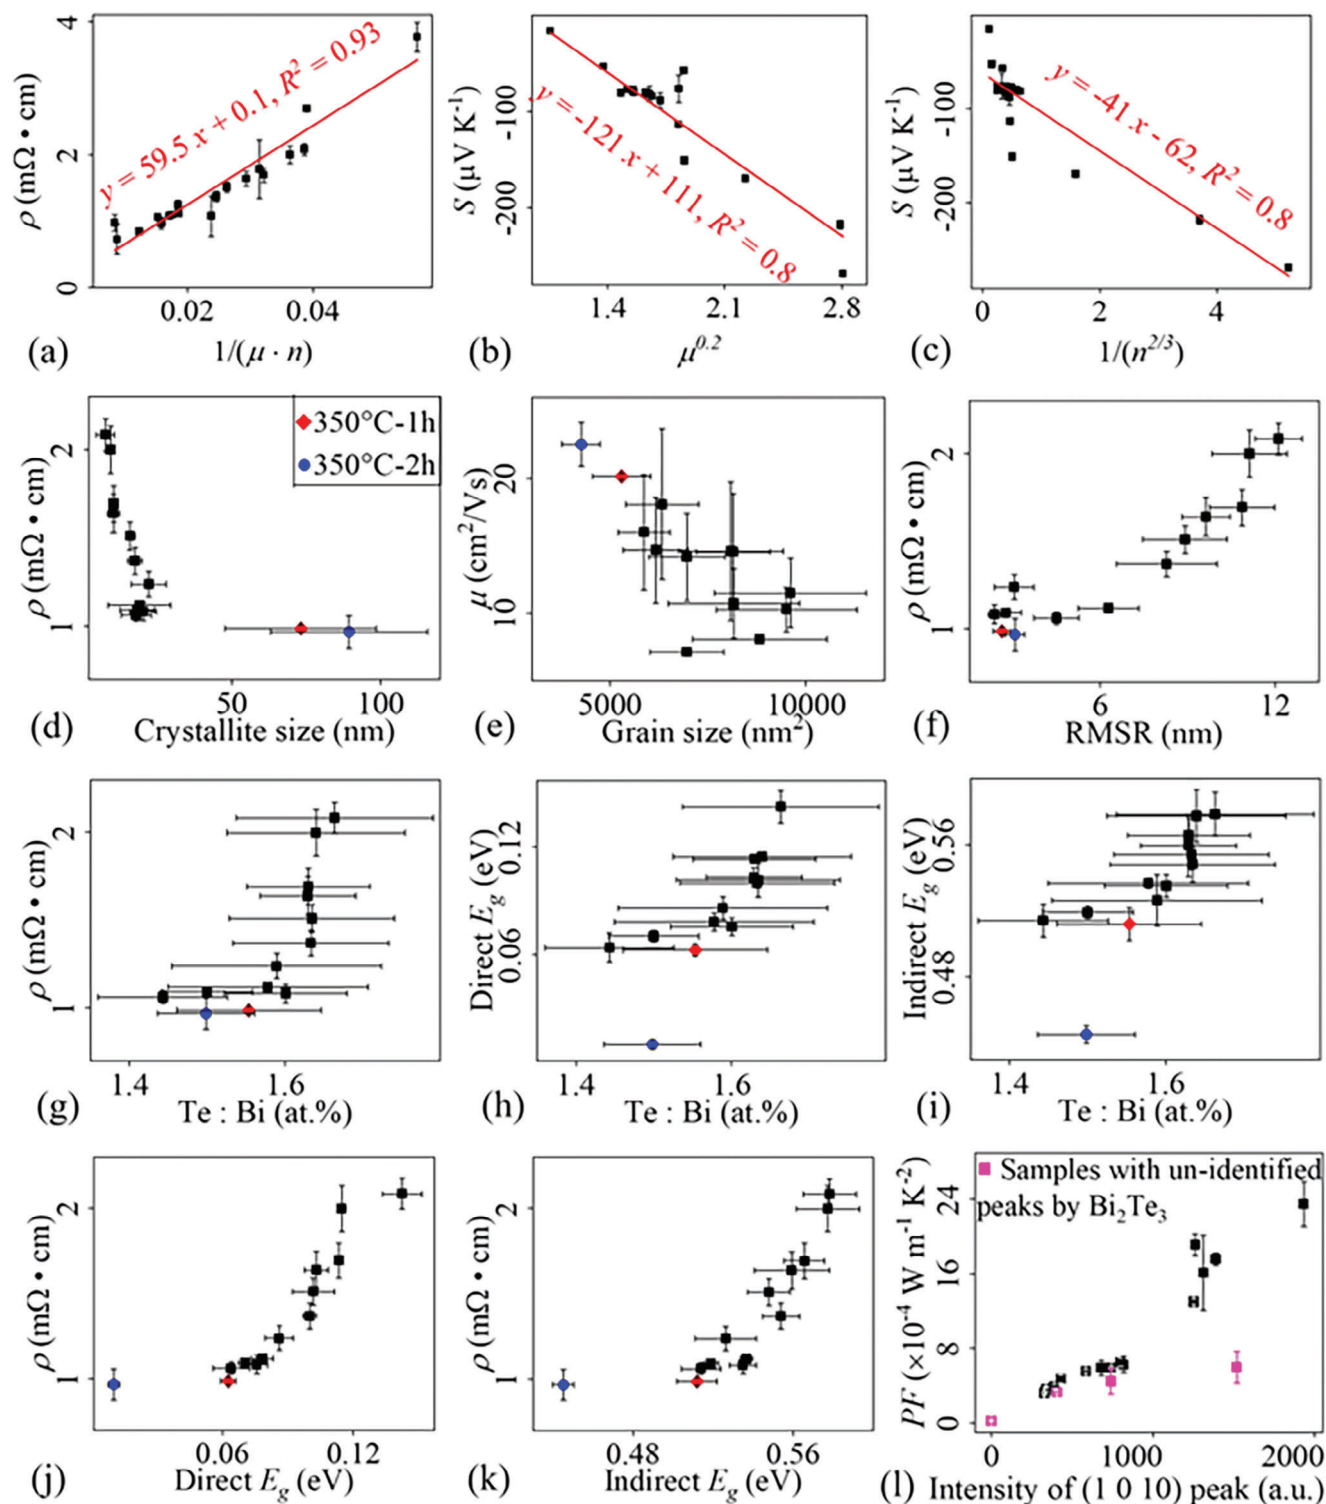 4
2
0
ρ (mΩ • cm)
y = 59.5 x + 0.1, R² = 0.93
0.02 0.04
(a) 1/(μ · n)
-100
-200
S (μV K⁻¹)
y = -121 x + 111, R² = 0.8
1.4 2.1 2.8
(b) μ^0.2
-100
-200
S (μV K⁻¹)
y = -41 x - 62, R² = 0.8
0 2 4
(c) 1/(n^2/3)
2
1
ρ (mΩ • cm)
350°C-1h
350°C-2h
50 100
(d) Crystallite size (nm)
20
10
μ (cm²/Vs)
5000 10000
(e) Grain size (nm²)
2
1
ρ (mΩ • cm)
6 12
(f) RMSR (nm)
2
1
ρ (mΩ • cm)
1.4 1.6
(g) Te : Bi (at.%)
0.12
0.06
Direct E_g (eV)
1.4 1.6
(h) Te : Bi (at.%)
0.56
0.48
Indirect E_g (eV)
1.4 1.6
(i) Te : Bi (at.%)
2
1
ρ (mΩ • cm)
0.06 0.12
(j) Direct E_g (eV)
2
1
ρ (mΩ • cm)
0.48 0.56
(k) Indirect E_g (eV)
Samples with un-identified
peaks by Bi₂Te₃
24
16
8
0
PF (×10⁻⁴ W m⁻¹ K⁻²)
0 1000 2000
(l) Intensity of (1 0 10) peak (a.u.)